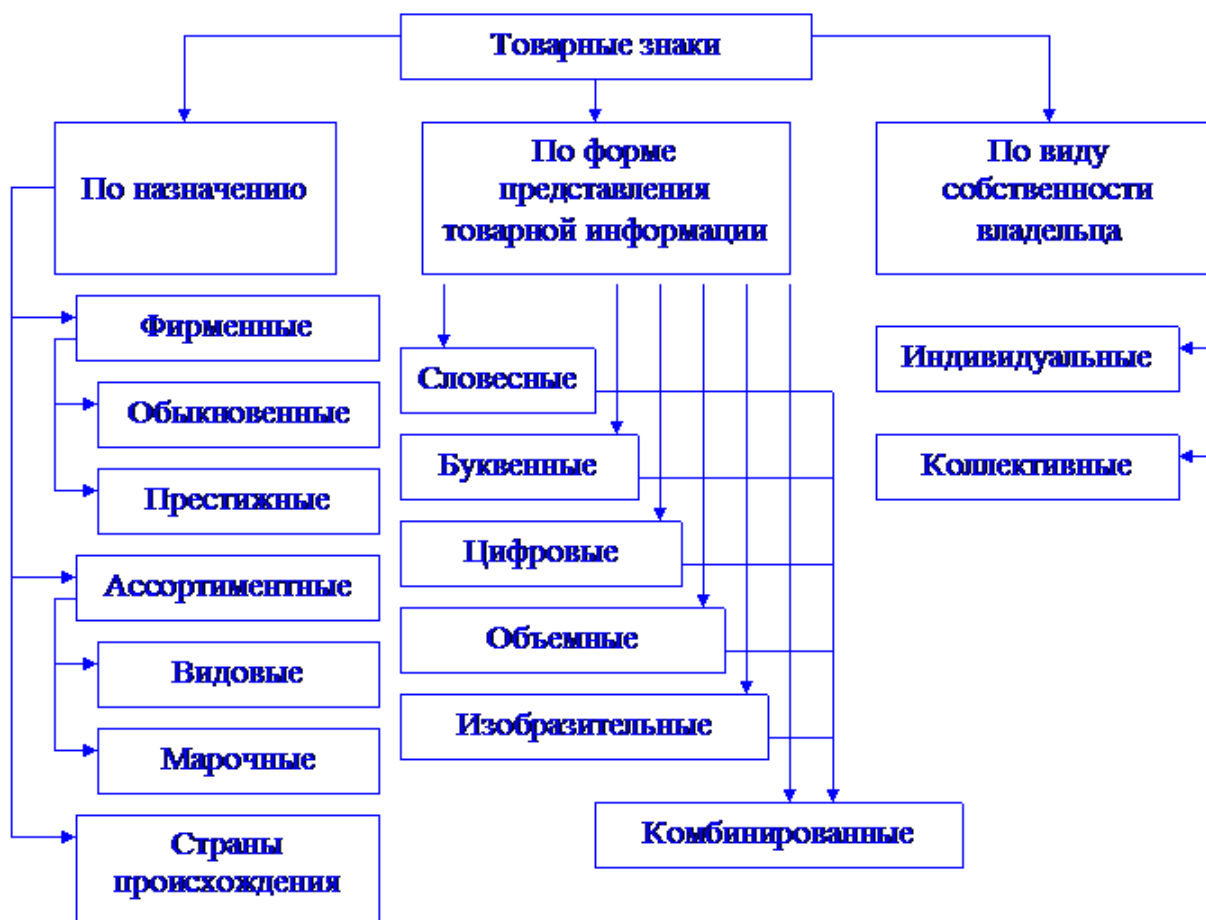 Товарные знаки
По назначению
По форме
представления
товарной информации
По виду
собственности
владельца
Фирменные
Обыкновенные
Престижные
Ассортиментные
Видовые
Марочные
Страны
происхождения
Словесные
Буквенные
Цифровые
Объемные
Изобразительные
Комбинированные
Индивидуальные
Коллективные